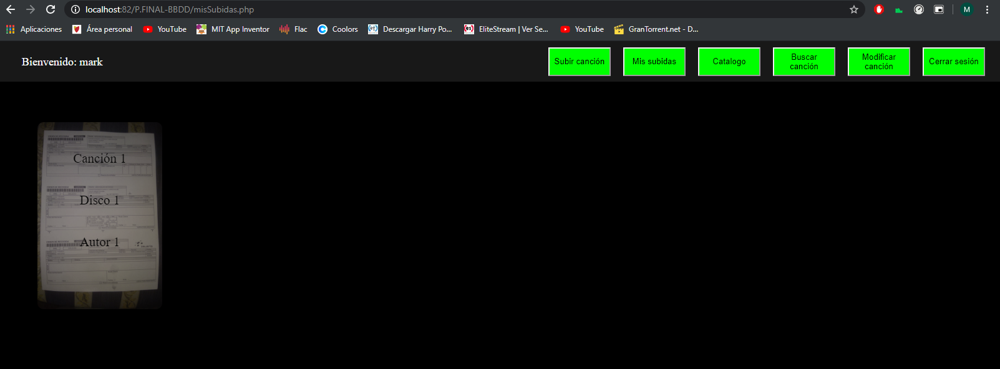 localhost:82/P.FINAL-BBDD/misSubidas.php
M
Aplicaciones
Área personal
YouTube
MIT App Inventor
Flac
Coolors
Descargar Harry Po...
EliteStream | Ver Se...
YouTube
GranTorrent.net - D...
Bienvenido: mark
Subir canción
Mis subidas
Catalogo
Buscar
canción
Modificar
canción
Cerrar sesión
Canción 1
Disco 1
Autor 1